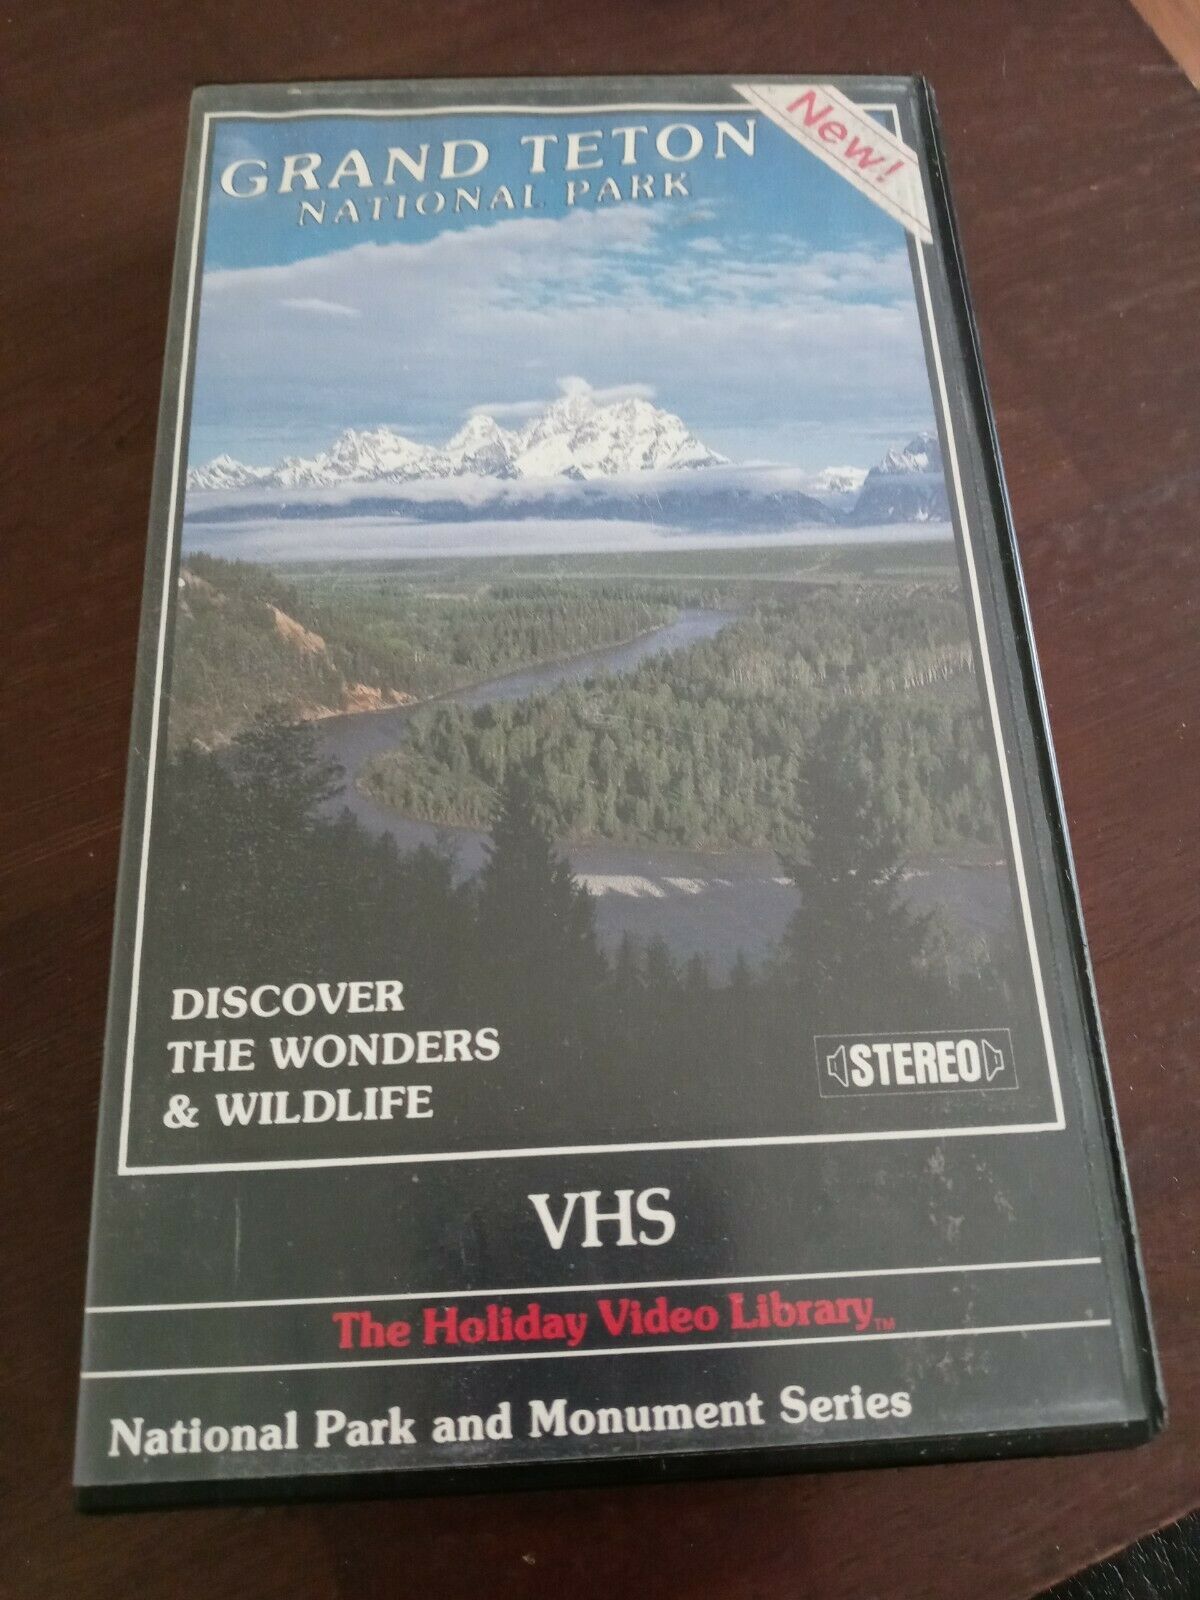 GRAND TETON
NATIONAL PARK
New!
DISCOVER
THE WONDERS
& WILDLIFE
STEREO
VHS
The Holiday Video Library™
National Park and Monument Series